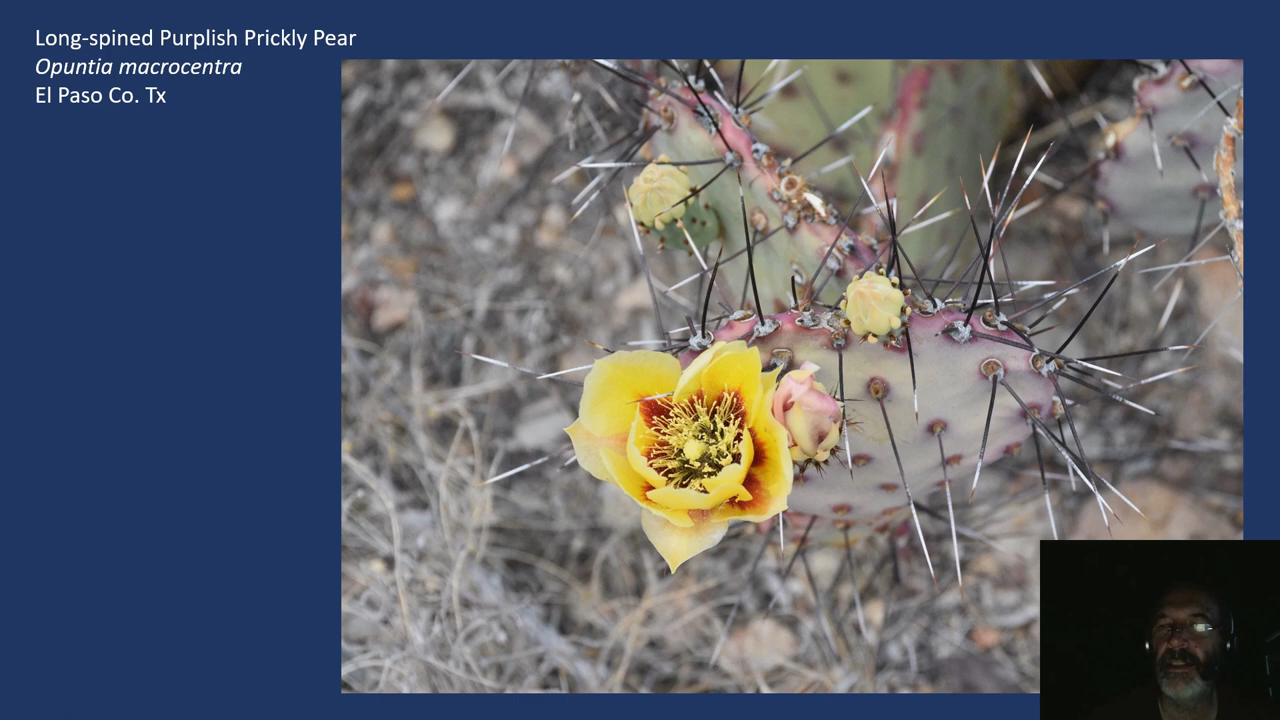 Long-spined Purplish Prickly Pear
Opuntia macrocentra
El Paso Co. Tx